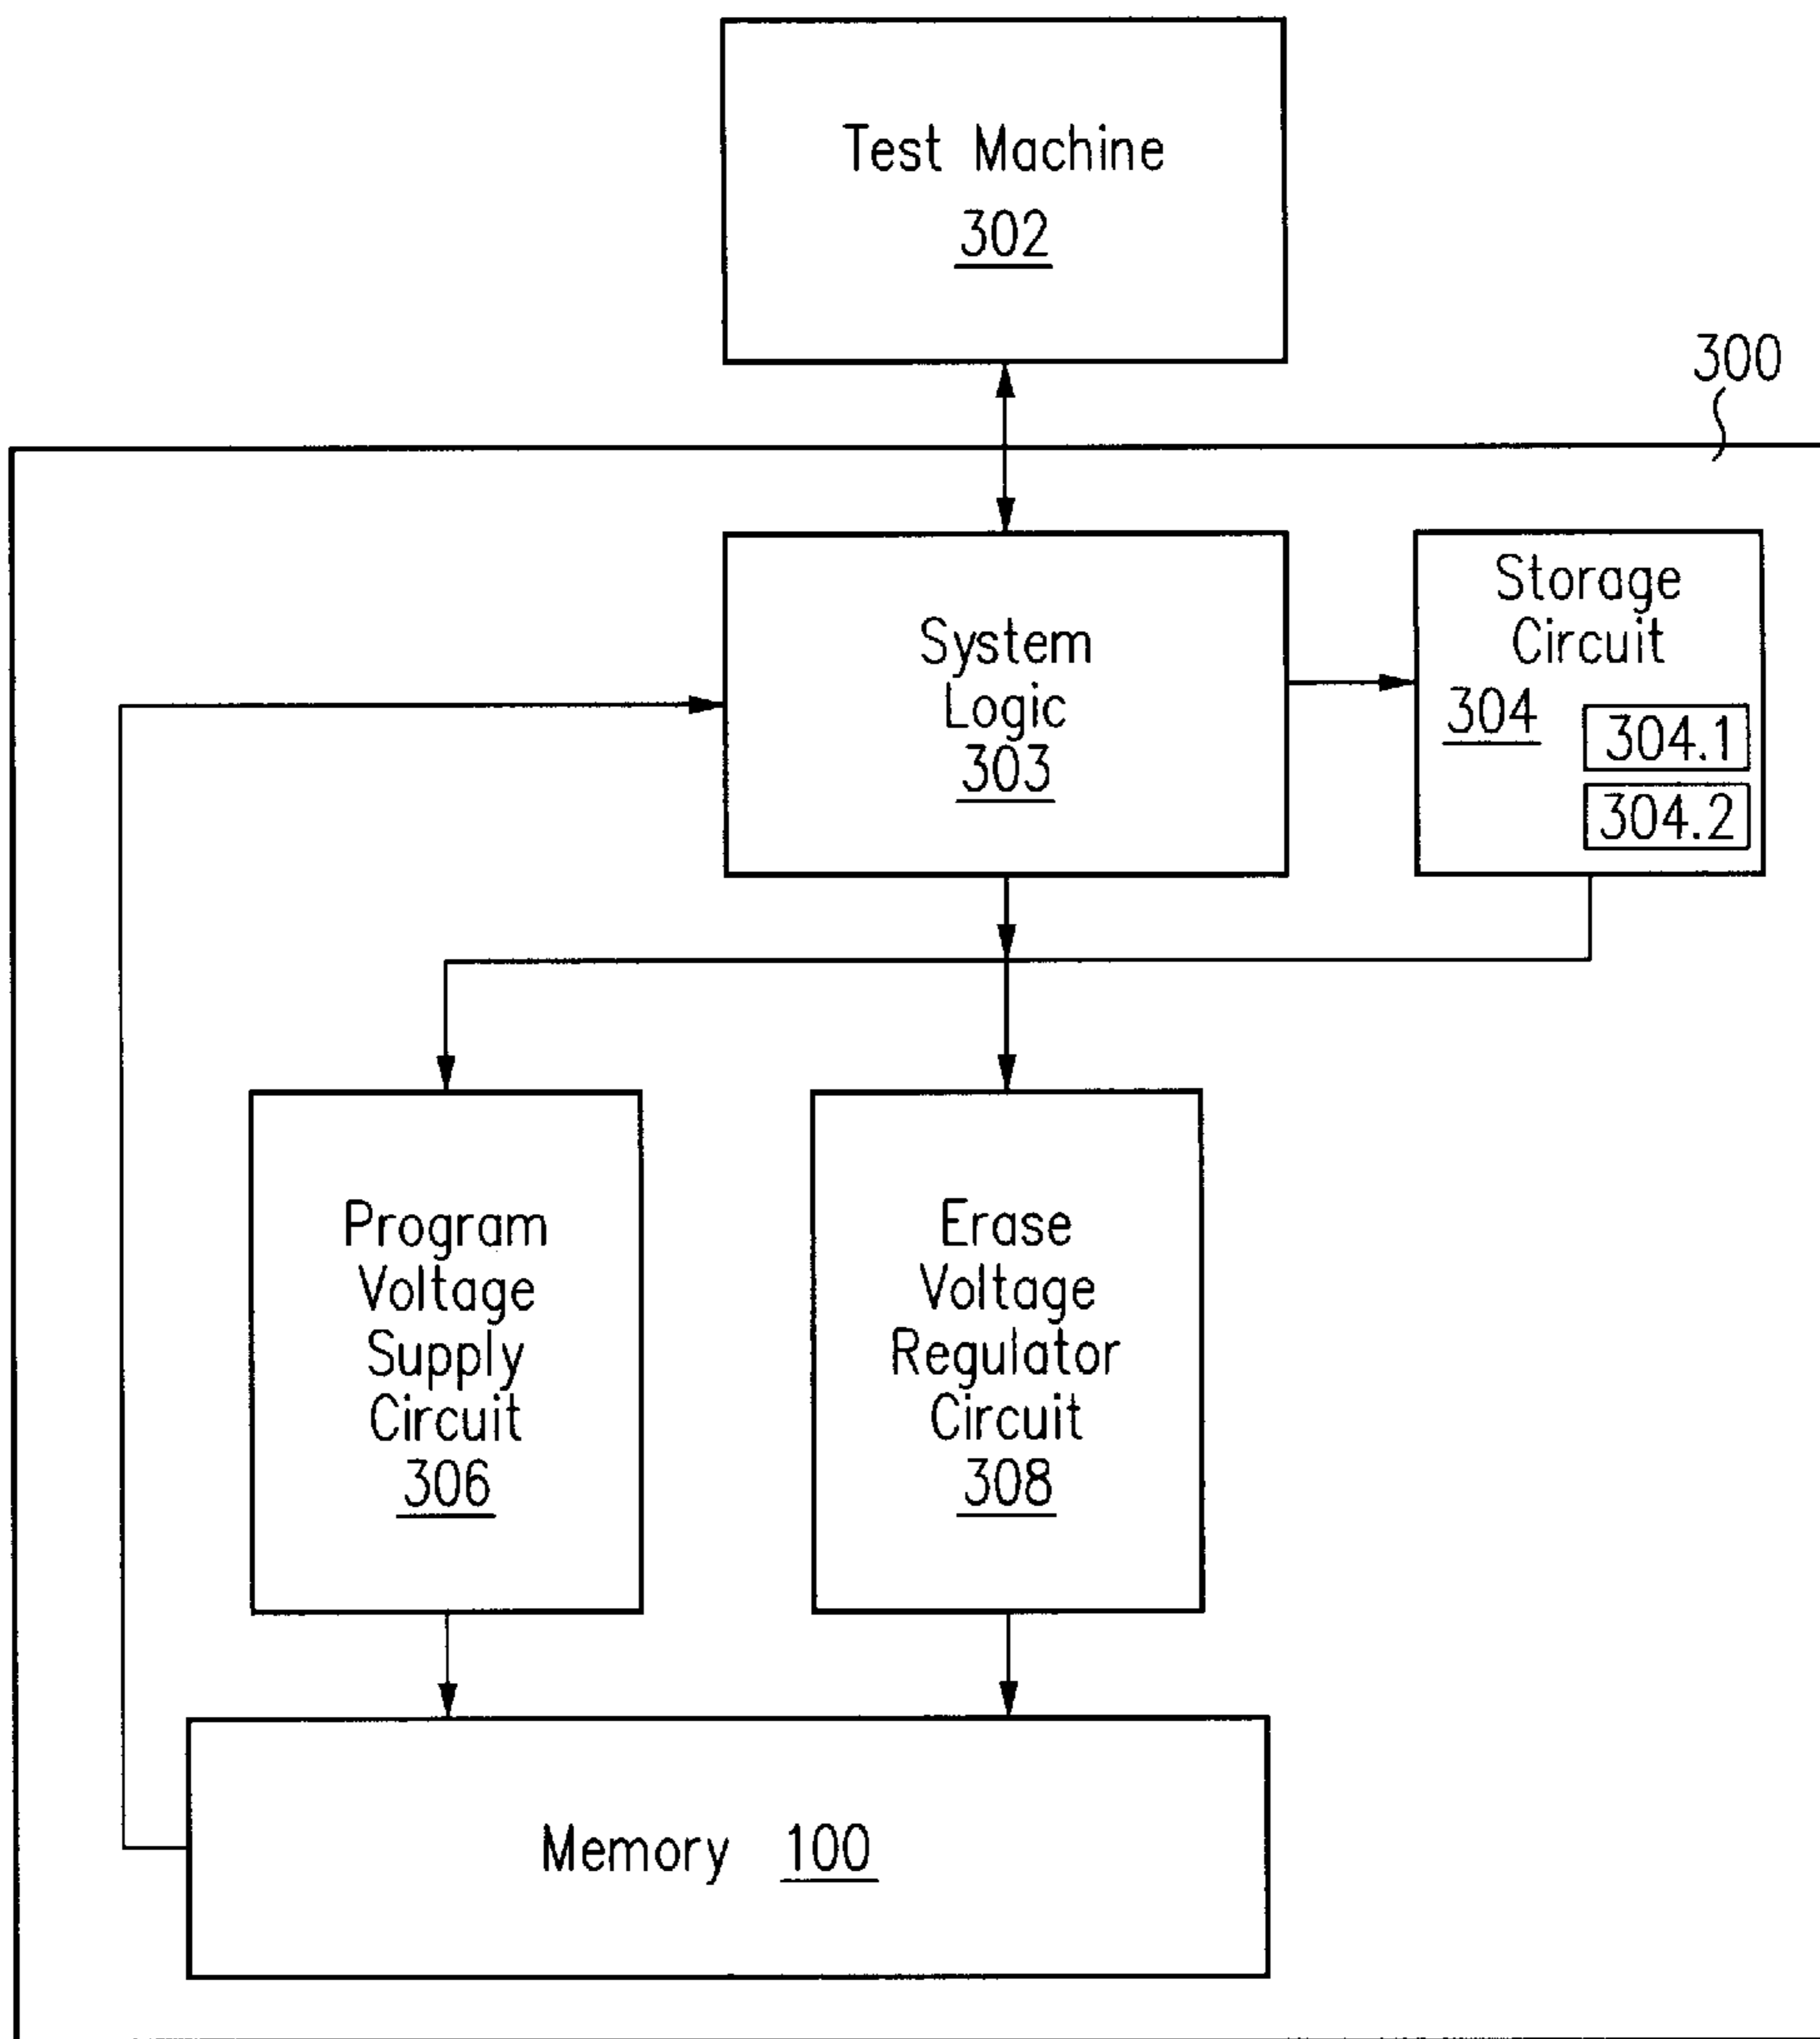 Test Machine
302
300
System
Logic
303
Storage
Circuit
304
304.1
304.2
Program
Voltage
Supply
Circuit
306
Erase
Voltage
Regulator
Circuit
308
Memory 100